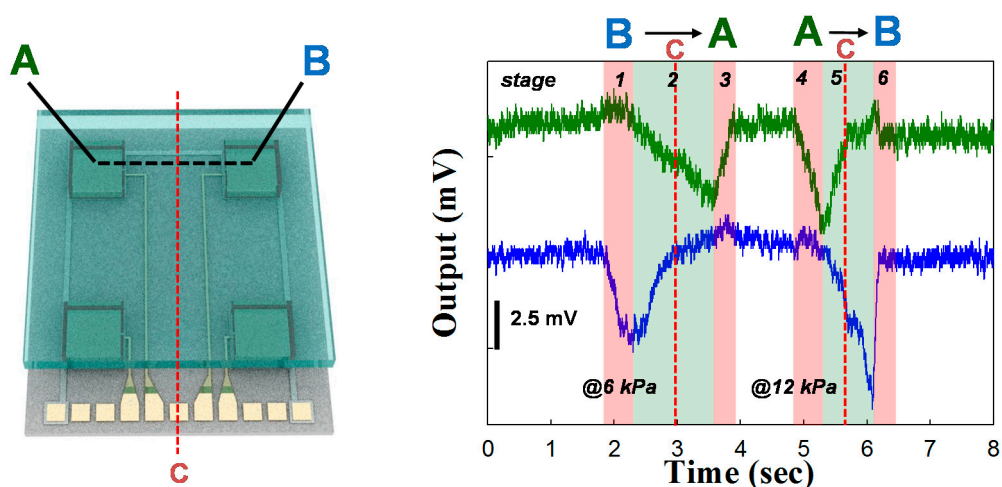 A
B
C
C
B → A
A → B
C
C
stage
1
2
3
4
5
6
Output (mV)
2.5 mV
@6 kPa
@12 kPa
0
1
2
3
4
5
6
7
8
Time (sec)